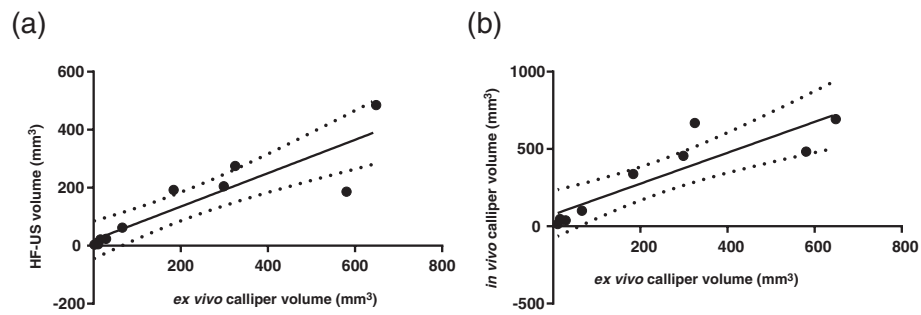 (a)
HF-US volume (mm³)
600
400
200
0
-200
200
400
600
800
ex vivo calliper volume (mm³)
(b)
in vivo calliper volume (mm³)
1000
500
0
-500
200
400
600
800
ex vivo calliper volume (mm³)